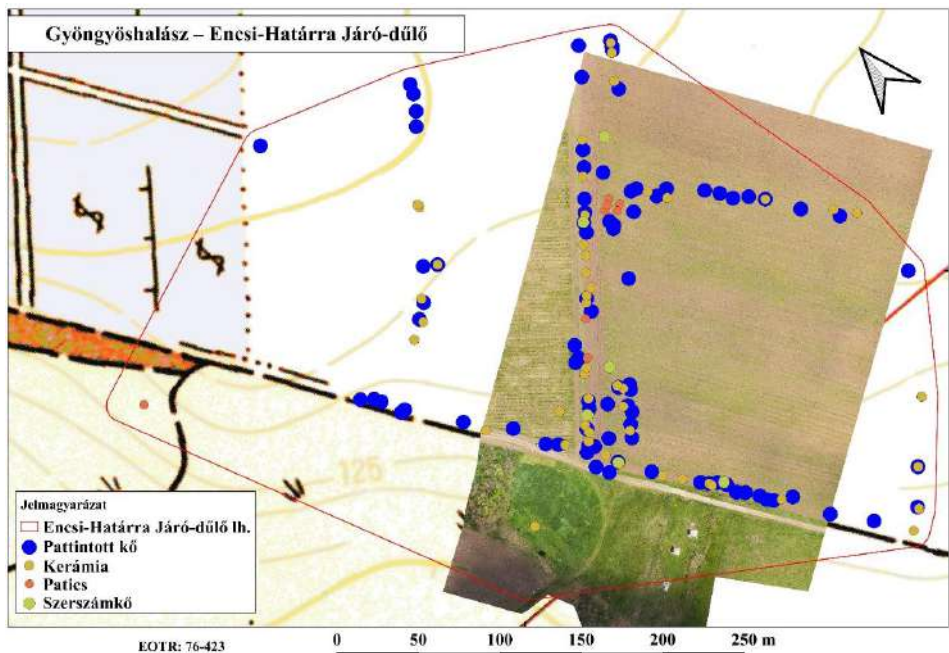 Gyöngyöshalász – Encsi-Határra Járó-dűlő
125
Jelmagyarázat
Encsi-Határra Járó-dűlő lh.
Pattintott kő
Kerámia
Patics
Szerszámkő
EOTR: 76-423
0 50 100 150 200 250 m